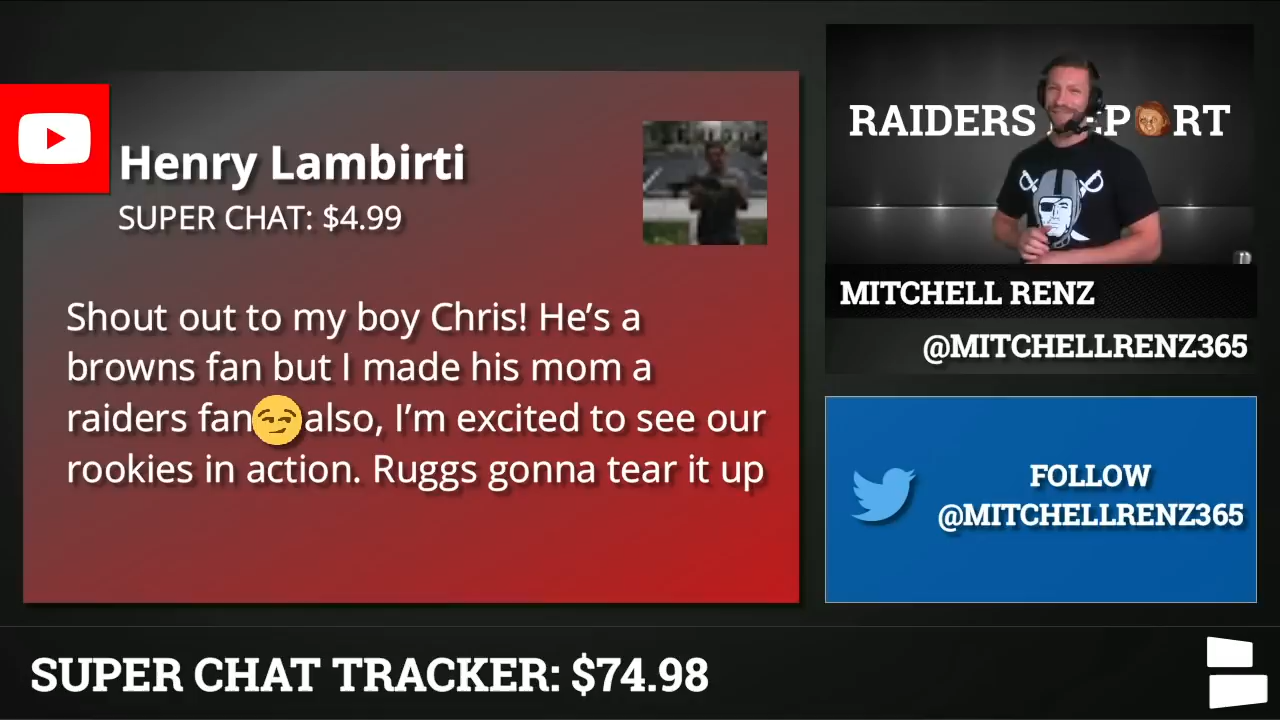 Henry Lambirti
SUPER CHAT: $4.99
Shout out to my boy Chris! He’s a
browns fan but I made his mom a
raiders fan😏also, I’m excited to see our
rookies in action. Ruggs gonna tear it up
RAIDERS REP RT
MITCHELL RENZ
@MITCHELLRENZ365
FOLLOW
@MITCHELLRENZ365
SUPER CHAT TRACKER: $74.98